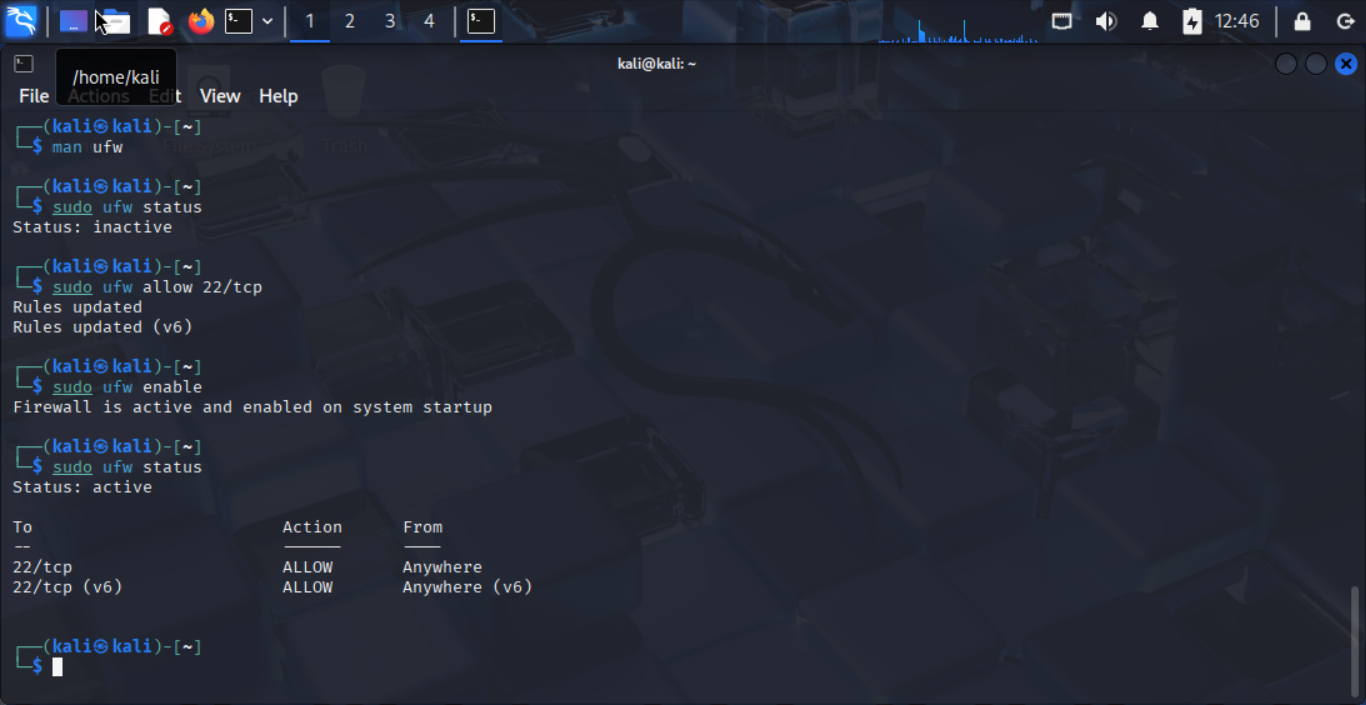 1 2 3 4 12:46
kali@kali: ~
/home/kali
File Actions Edit View Help
File System Trash
┌──(kali㉿kali)-[~]
└─$ man ufw
┌──(kali㉿kali)-[~]
└─$ sudo ufw status
Status: inactive
┌──(kali㉿kali)-[~]
└─$ sudo ufw allow 22/tcp
Rules updated
Rules updated (v6)
┌──(kali㉿kali)-[~]
└─$ sudo ufw enable
Firewall is active and enabled on system startup
┌──(kali㉿kali)-[~]
└─$ sudo ufw status
Status: active
To Action From
-- ------ ----
22/tcp ALLOW Anywhere
22/tcp (v6) ALLOW Anywhere (v6)
┌──(kali㉿kali)-[~]
└─$